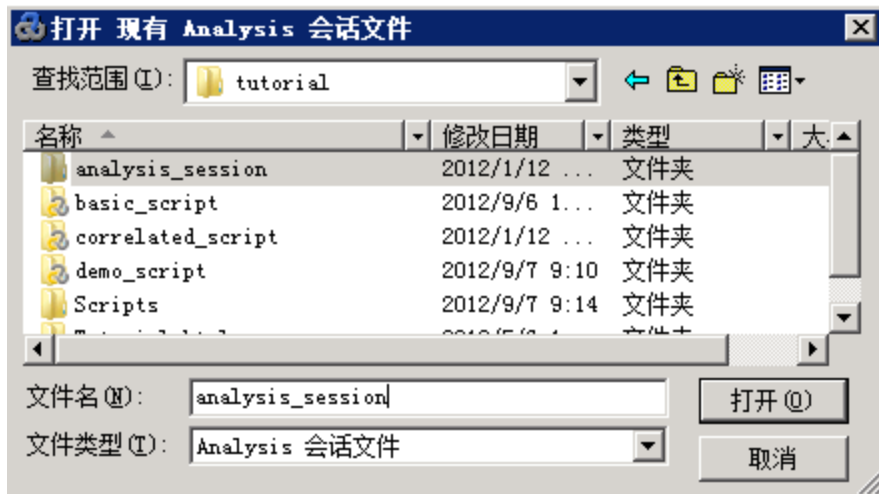 打开 现有 Analysis 会话文件
查找范围(I): tutorial
名称 修改日期 类型 大
analysis_session 2012/1/12 ... 文件夹
basic_script 2012/9/6 1... 文件夹
correlated_script 2012/1/12 ... 文件夹
demo_script 2012/9/7 9:10 文件夹
Scripts 2012/9/7 9:14 文件夹
文件名(N): analysis_session 打开(O)
文件类型(T): Analysis 会话文件 取消